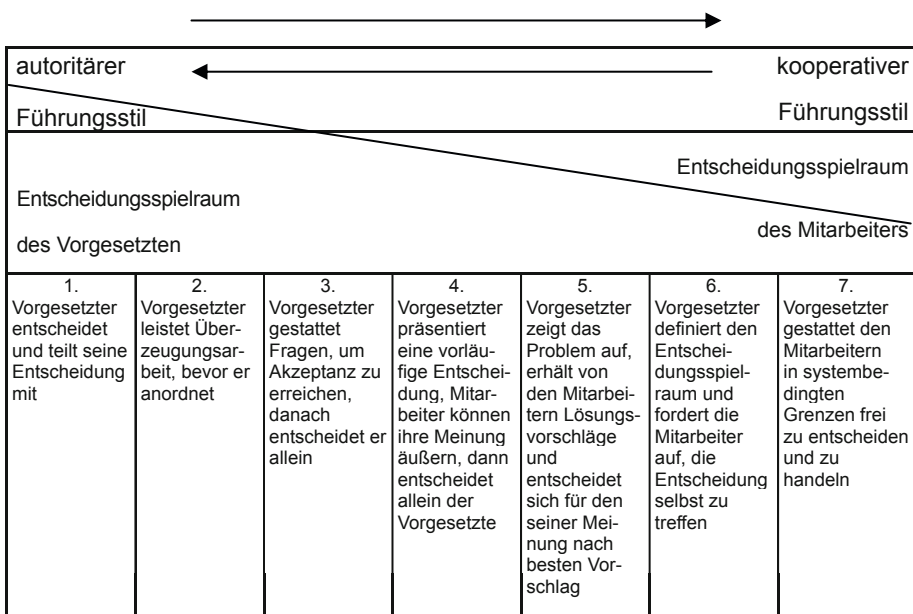 autoritärer
kooperativer
Führungsstil
Führungsstil
Entscheidungsspielraum
Entscheidungsspielraum
des Vorgesetzten
des Mitarbeiters
1.
Vorgesetzter
entscheidet
und teilt seine
Entscheidung
mit
2.
Vorgesetzter
leistet Über-
zeugungsar-
beit, bevor er
anordnet
3.
Vorgesetzter
gestattet
Fragen, um
Akzeptanz zu
erreichen,
danach
entscheidet er
allein
4.
Vorgesetzter
präsentiert
eine vorläu-
fige Entschei-
dung, Mitar-
beiter können
ihre Meinung
äußern, dann
entscheidet
allein der
Vorgesetzte
5.
Vorgesetzter
zeigt das
Problem auf,
erhält von
den Mitarbei-
tern Lösungs-
vorschläge
und
entscheidet
sich für den
seiner Mei-
nung nach
besten Vor-
schlag
6.
Vorgesetzter
definiert den
Entschei-
dungsspiel-
raum und
fordert die
Mitarbeiter
auf, die
Entscheidung
selbst zu
treffen
7.
Vorgesetzter
gestattet den
Mitarbeitern
in systembe-
dingten
Grenzen frei
zu entscheiden
und zu
handeln